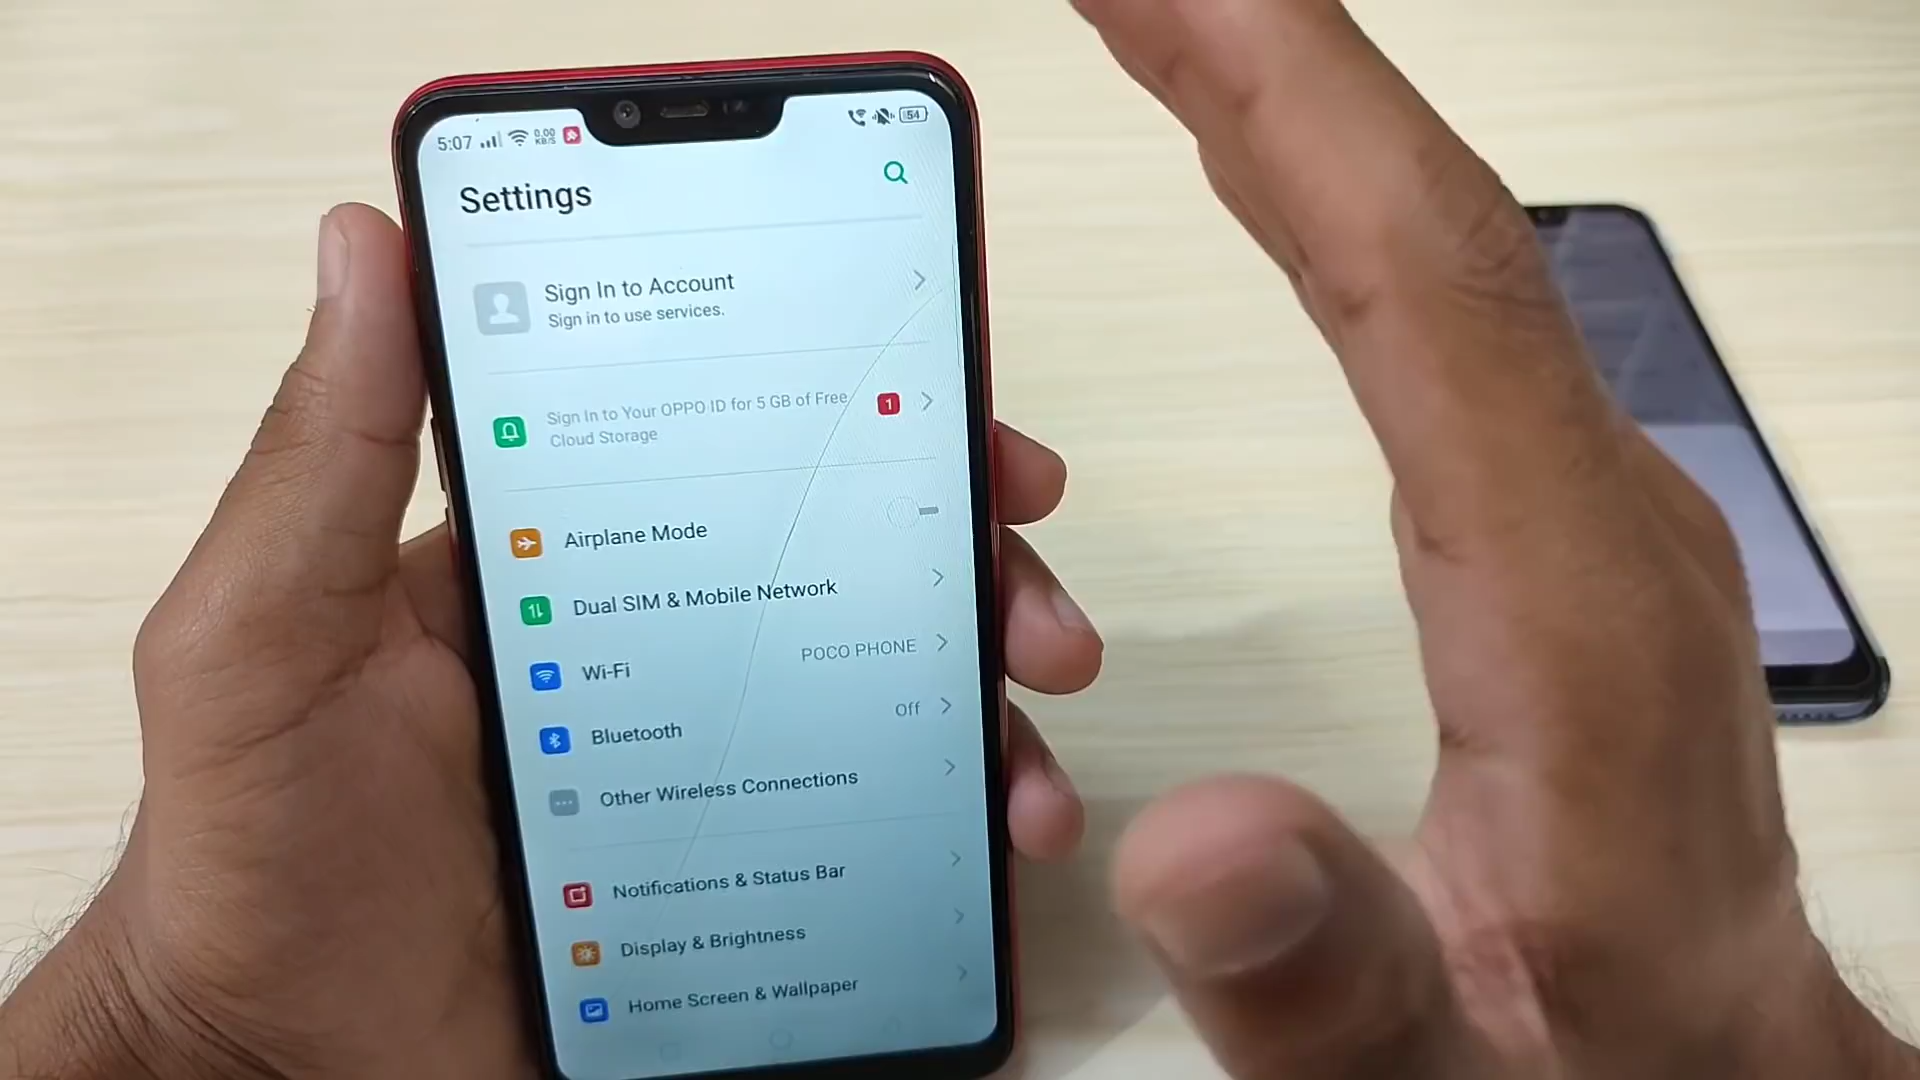 5:07 0.00 KB/S 54
Settings
Sign In to Account
Sign in to use services.
Sign In to Your OPPO ID for 5 GB of Free
Cloud Storage
1
Airplane Mode
Dual SIM & Mobile Network
Wi-Fi POCO PHONE
Bluetooth Off
Other Wireless Connections
Notifications & Status Bar
Display & Brightness
Home Screen & Wallpaper